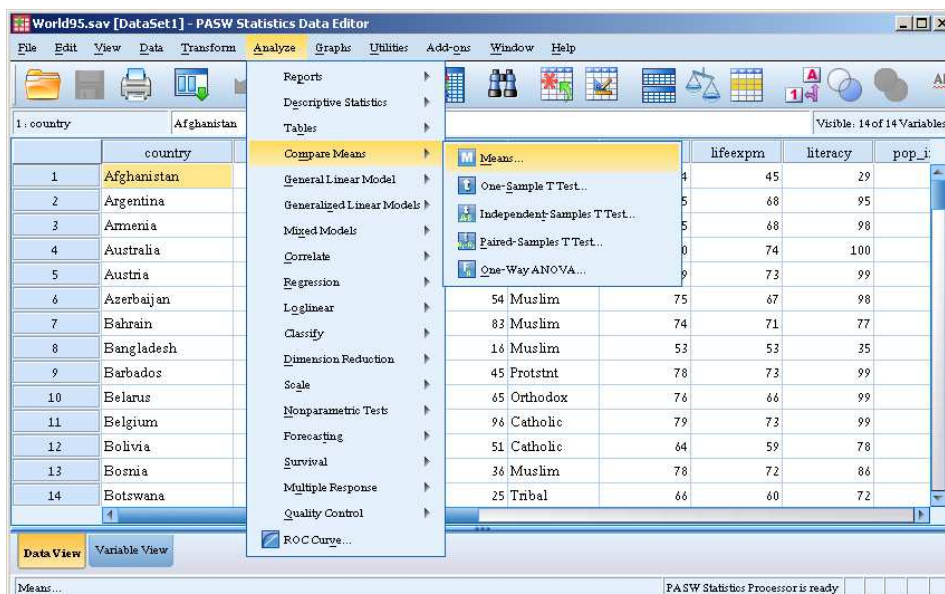 World95.sav [DataSet1] - PASW Statistics Data Editor
File Edit View Data Transform Analyze Graphs Utilities Add-ons Window Help
1 : country Afghanistan Visible: 14 of 14 Variables
Reports
Descriptive Statistics
Tables
Compare Means
General Linear Model
Generalized Linear Models
Mixed Models
Correlate
Regression
Loglinear
Classify
Dimension Reduction
Scale
Nonparametric Tests
Forecasting
Survival
Multiple Response
Quality Control
ROC Curve...
Means...
One-Sample T Test...
Independent-Samples T Test...
Paired-Samples T Test...
One-Way ANOVA...
country lifeexpm literacy
1 Afghanistan 45 29
2 Argentina 68 95
3 Armenia 68 98
4 Australia 74 100
5 Austria 73 99
6 Azerbaijan 54 Muslim 75 67 98
7 Bahrain 83 Muslim 74 71 77
8 Bangladesh 16 Muslim 53 53 35
9 Barbados 45 Protstnt 78 73 99
10 Belarus 65 Orthodox 76 66 99
11 Belgium 96 Catholic 79 73 99
12 Bolivia 51 Catholic 64 59 78
13 Bosnia 36 Muslim 78 72 86
14 Botswana 25 Tribal 66 60 72
Data View Variable View
Means... PASW Statistics Processor is ready